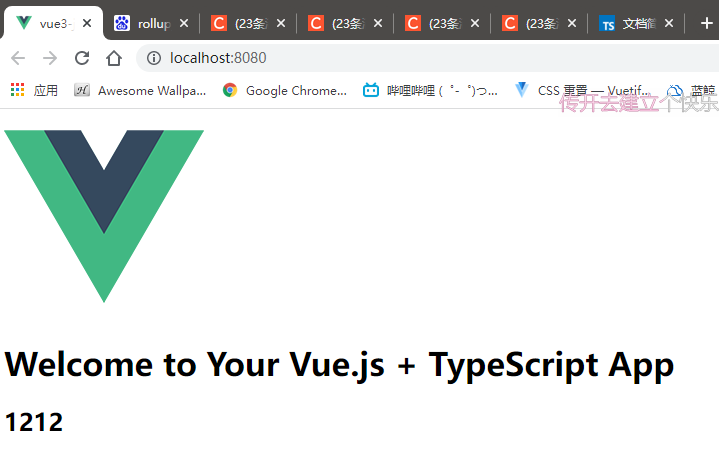 vue3- rollup (23条 (23条 (23条 (23条 TS 文档简
localhost:8080
应用 Awesome Wallpa... Google Chrome... 哔哩哔哩 ( ゜- ゜)つ... CSS 重置 — Vuetif... 蓝鲸
传开去建立个快乐
Welcome to Your Vue.js + TypeScript App
1212